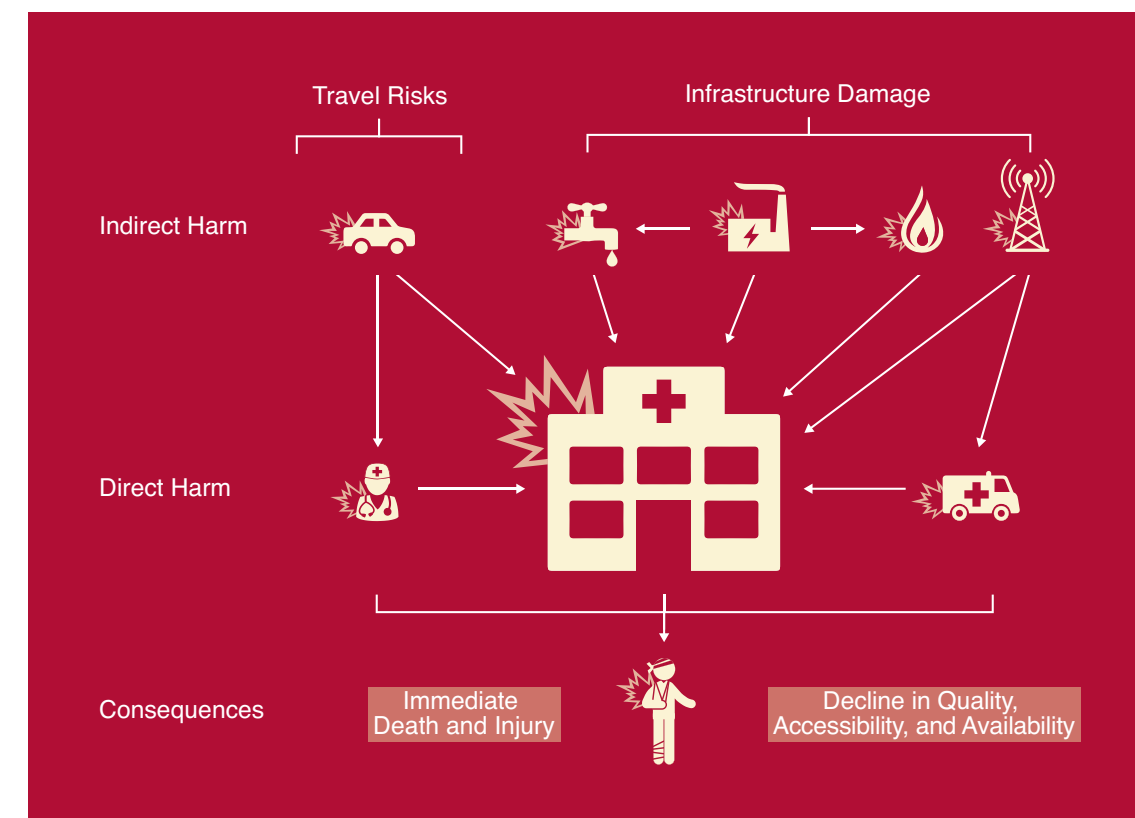 Travel Risks
Infrastructure Damage
Indirect Harm
Direct Harm
Consequences
Immediate
Death and Injury
Decline in Quality,
Accessibility, and Availability